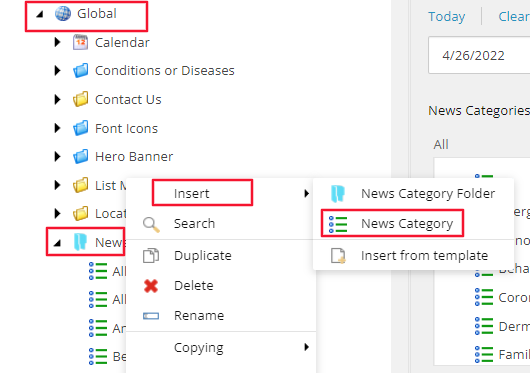 Global
Calendar
Conditions or Diseases
Contact Us
Font Icons
Hero Banner
List M
Locat
News
All
All
An
Be
Insert
Search
Duplicate
Delete
Rename
Copying
News Category Folder
News Category
Insert from template
Today Clear
4/26/2022
News Categories
All
erg
no
Beha
Coron
Derm
Famil